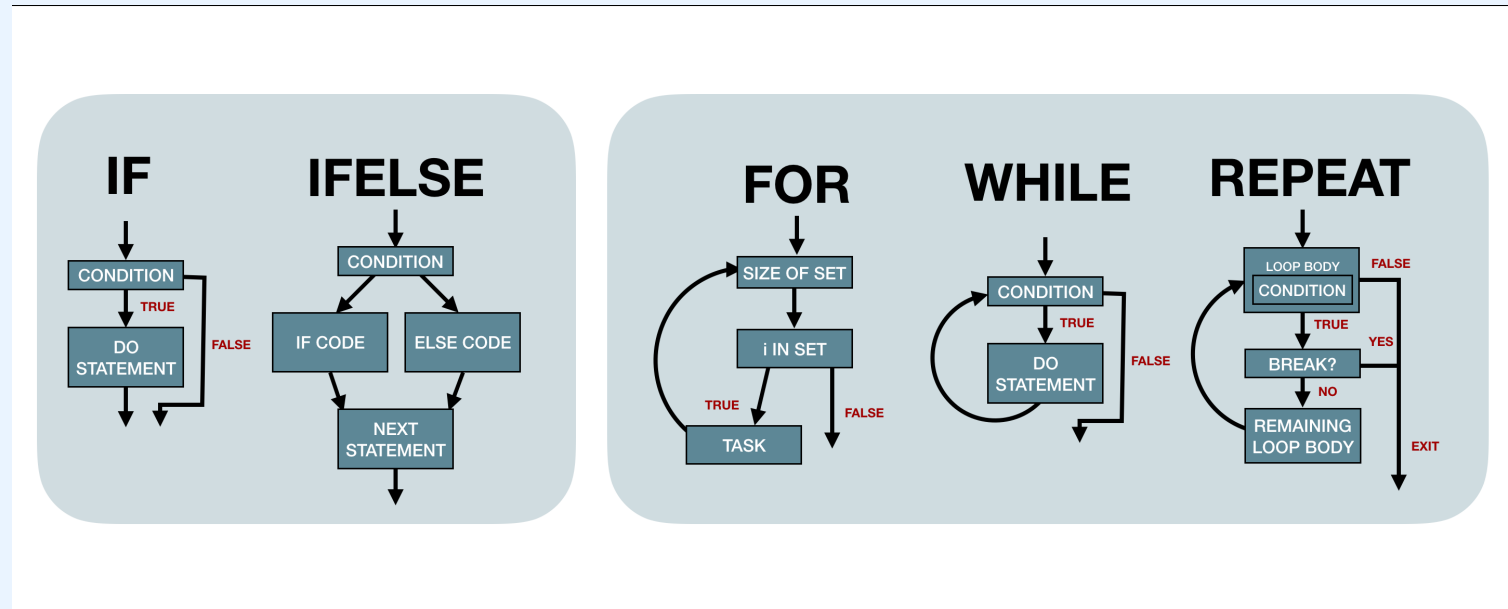 IF
CONDITION
TRUE
DO
STATEMENT
FALSE
IFELSE
CONDITION
IF CODE
ELSE CODE
NEXT
STATEMENT
FOR
SIZE OF SET
i IN SET
TRUE
FALSE
TASK
WHILE
CONDITION
TRUE
DO
STATEMENT
FALSE
REPEAT
LOOP BODY
CONDITION
FALSE
TRUE
YES
BREAK?
NO
REMAINING
LOOP BODY
EXIT